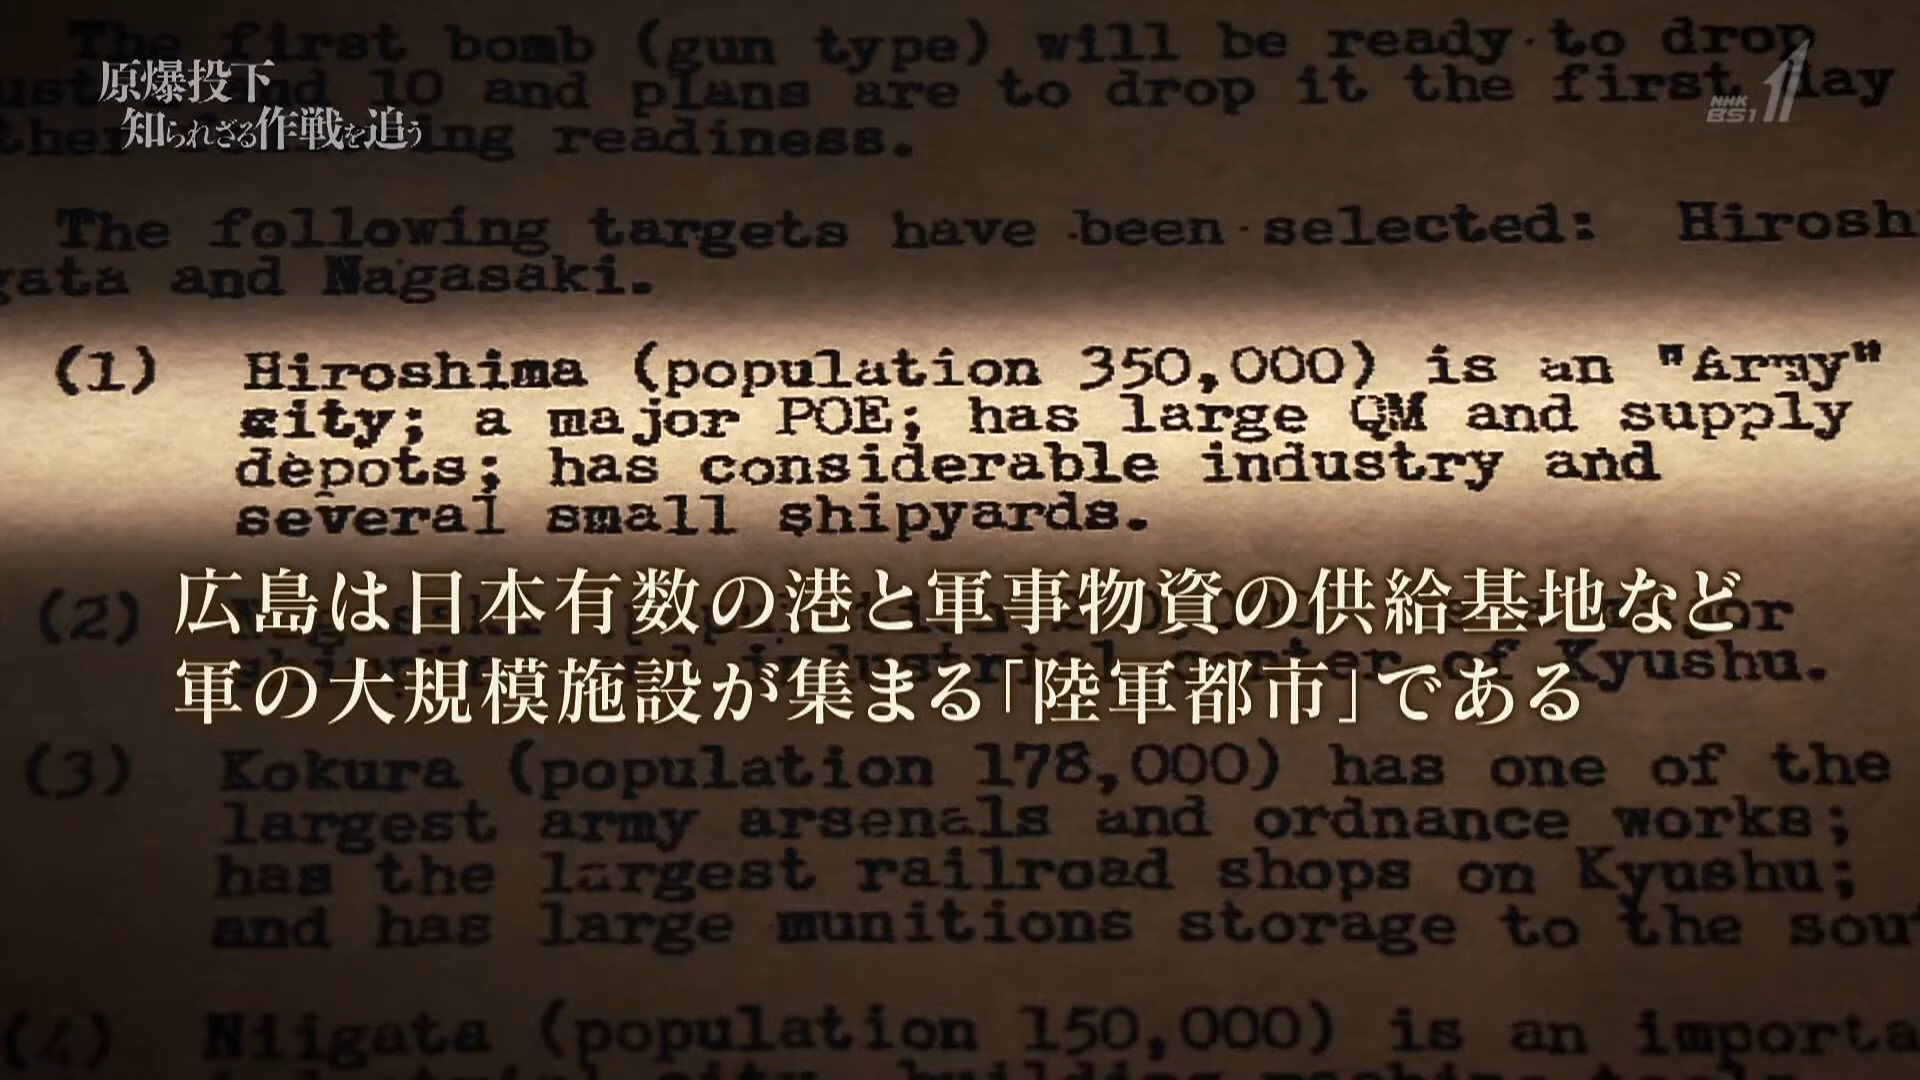 The first bomb (gun type) will be ready to drop
10 and plans are to drop it the first day
readiness.
原爆投下
知られざる作戦を追う
NHK
BS1
The following targets have been selected: Hirosh
gata and Nagasaki.
(1) Hiroshima (population 350,000) is an "Army"
city; a major POE; has large QM and supply
depots; has considerable industry and
several small shipyards.
広島は日本有数の港と軍事物資の供給基地など
軍の大規模施設が集まる「陸軍都市」である
(2)
of Kyushu.
(3) Kokura (population 178,000) has one of the
largest army arsenals and ordnance works;
has the largest railroad shops on Kyushu;
and has large munitions storage to the sou
(4) Niigata (population 150,000) is an importa